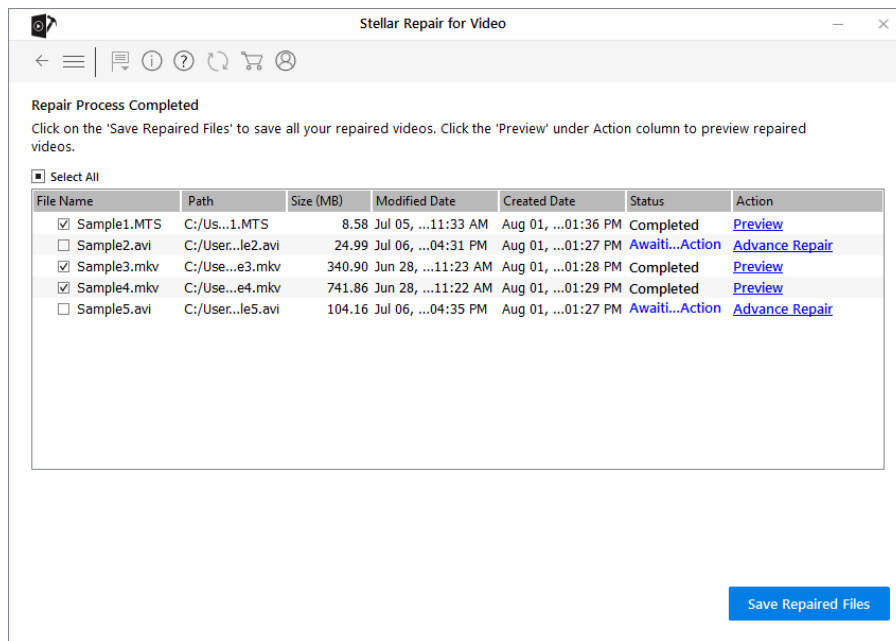 Stellar Repair for Video
Repair Process Completed
Click on the 'Save Repaired Files' to save all your repaired videos. Click the 'Preview' under Action column to preview repaired
videos.
Select All
File Name Path Size (MB) Modified Date Created Date Status Action
Sample1.MTS C:/Us...1.MTS 8.58 Jul 05, ...11:33 AM Aug 01, ...01:36 PM Completed Preview
Sample2.avi C:/User...le2.avi 24.99 Jul 06, ...04:31 PM Aug 01, ...01:27 PM Awaiti...Action Advance Repair
Sample3.mkv C:/Use...e3.mkv 340.90 Jun 28, ...11:23 AM Aug 01, ...01:28 PM Completed Preview
Sample4.mkv C:/Use...e4.mkv 741.86 Jun 28, ...11:22 AM Aug 01, ...01:29 PM Completed Preview
Sample5.avi C:/User...le5.avi 104.16 Jul 06, ...04:35 PM Aug 01, ...01:27 PM Awaiti...Action Advance Repair
Save Repaired Files